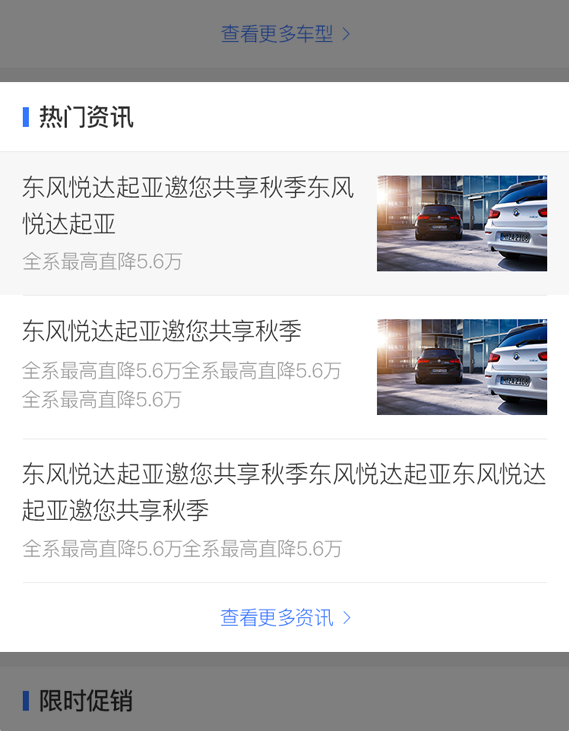 查看更多车型
热门资讯
东风悦达起亚邀您共享秋季东风
悦达起亚
全系最高直降5.6万
东风悦达起亚邀您共享秋季
全系最高直降5.6万全系最高直降5.6万
全系最高直降5.6万
东风悦达起亚邀您共享秋季东风悦达起亚东风悦达
起亚邀您共享秋季
全系最高直降5.6万全系最高直降5.6万
查看更多资讯
限时促销